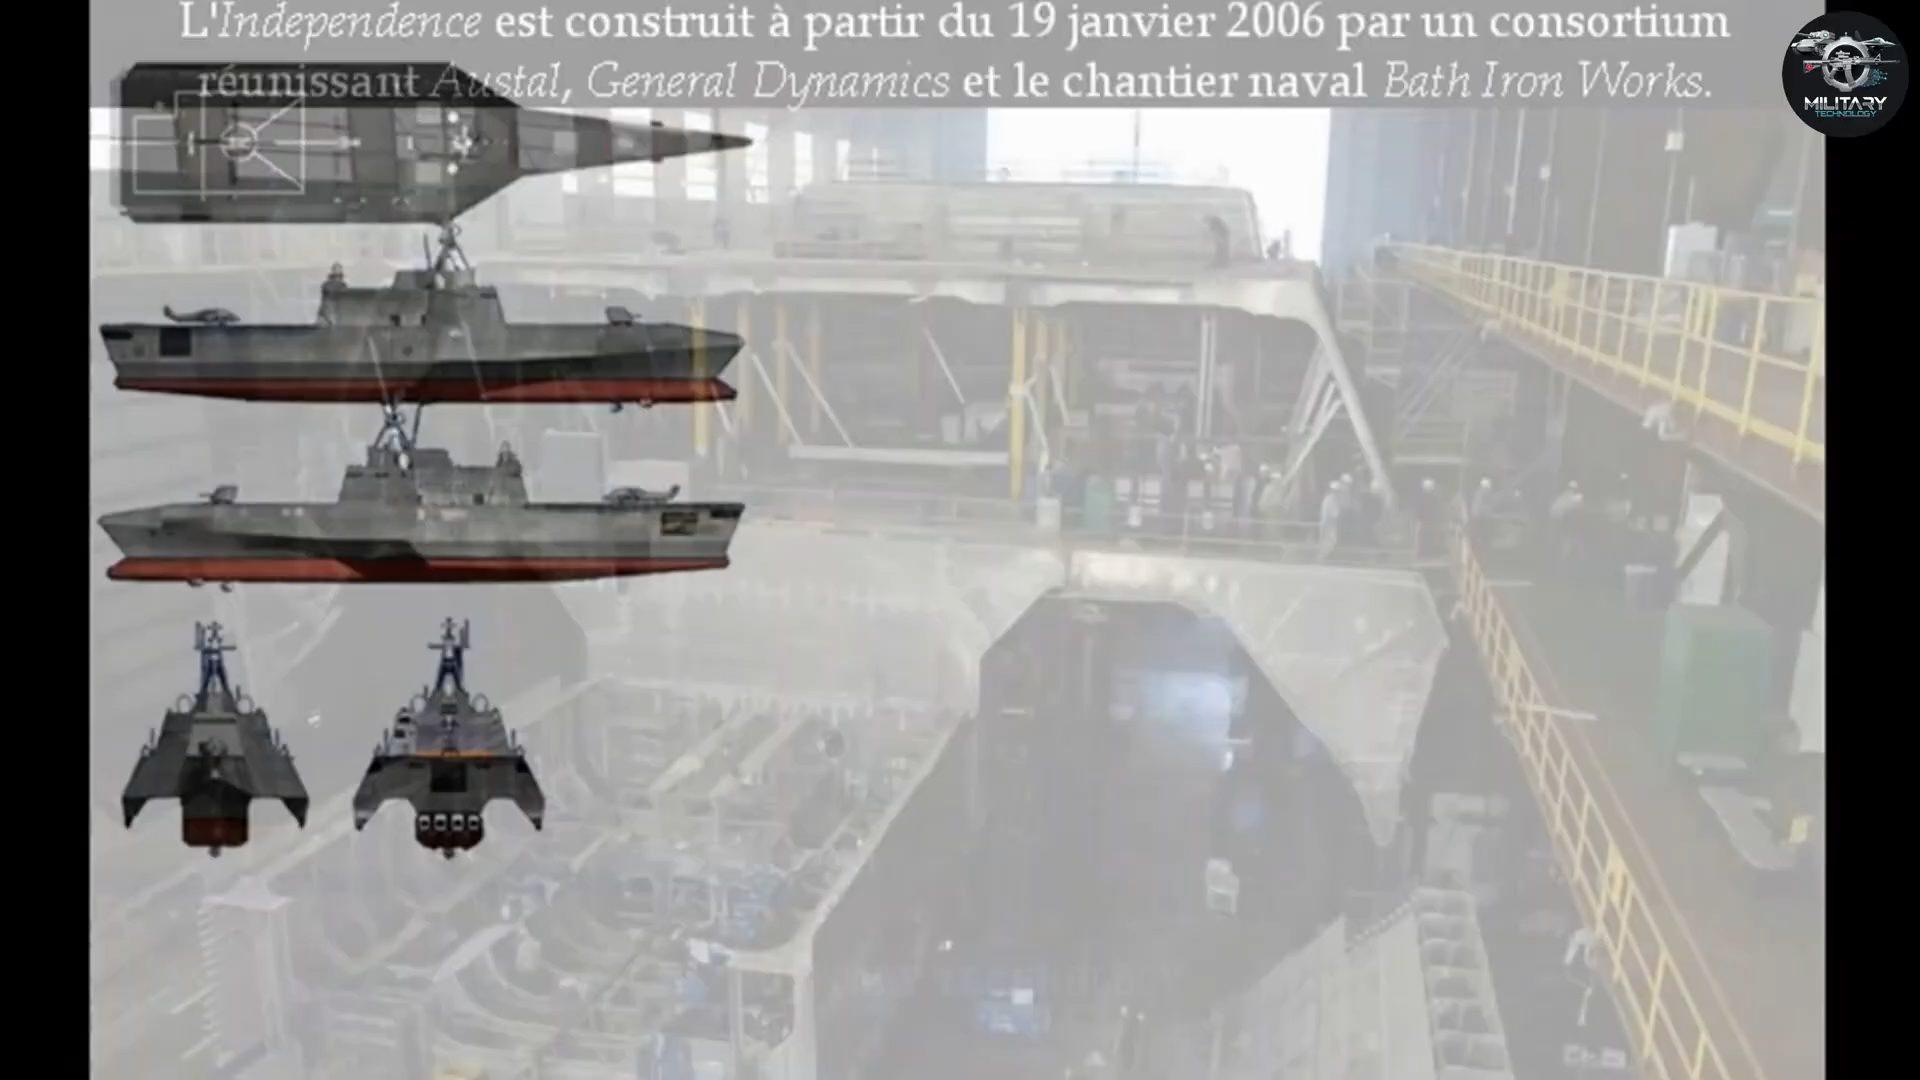 L'Independence est construit à partir du 19 janvier 2006 par un consortium
réunissant Austal, General Dynamics et le chantier naval Bath Iron Works.
MILITARY
TECHNOLOGY